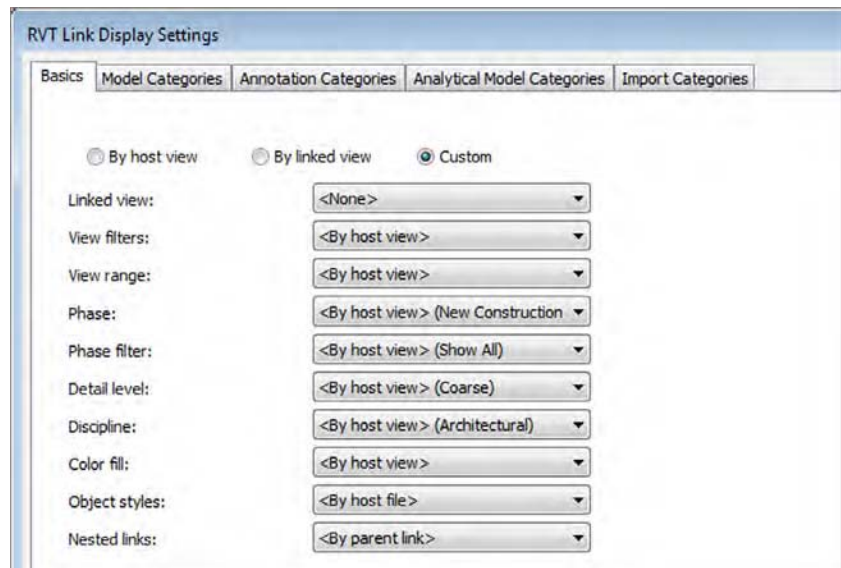 RVT Link Display Settings
Basics Model Categories Annotation Categories Analytical Model Categories Import Categories
By host view By linked view Custom
Linked view: <None>
View filters: <By host view>
View range: <By host view>
Phase: <By host view> (New Construction
Phase filter: <By host view> (Show All)
Detail level: <By host view> (Coarse)
Discipline: <By host view> (Architectural)
Color fill: <By host view>
Object styles: <By host file>
Nested links: <By parent link>